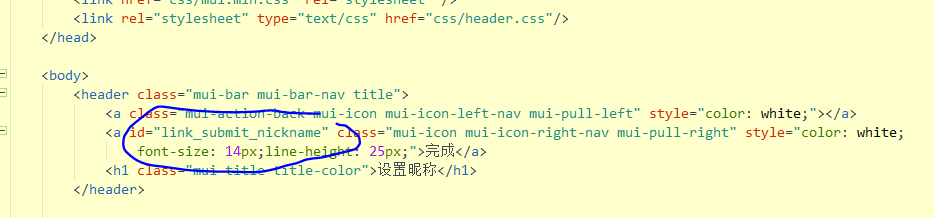 <link href="css/mui.min.css" rel="stylesheet" />
<link rel="stylesheet" type="text/css" href="css/header.css"/>
</head>
<body>
<header class="mui-bar mui-bar-nav title">
<a class="mui-action-back mui-icon mui-icon-left-nav mui-pull-left" style="color: white;"></a>
<a id="link_submit_nickname" class="mui-icon mui-icon-right-nav mui-pull-right" style="color: white;
font-size: 14px;line-height: 25px;">完成</a>
<h1 class="mui-title title-color">设置昵称</h1>
</header>